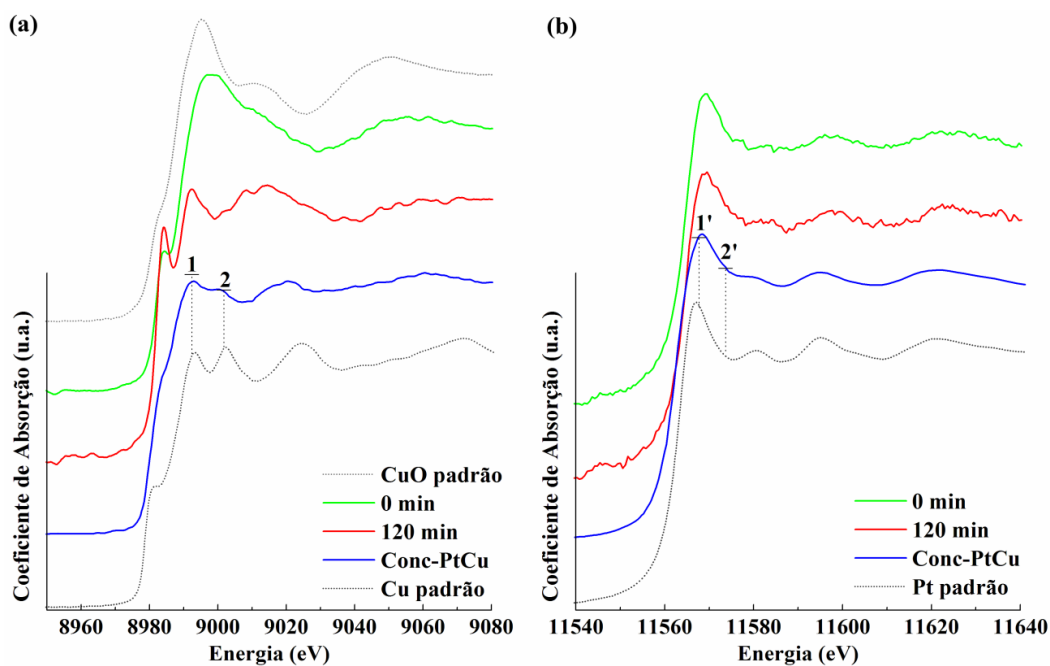 (a)
Coeficiente de Absorção (u.a.)
1
2
CuO padrão
0 min
120 min
Conc-PtCu
Cu padrão
8960 8980 9000 9020 9040 9060 9080
Energia (eV)
(b)
Coeficiente de Absorção (u.a.)
1'
2'
0 min
120 min
Conc-PtCu
Pt padrão
11540 11560 11580 11600 11620 11640
Energia (eV)